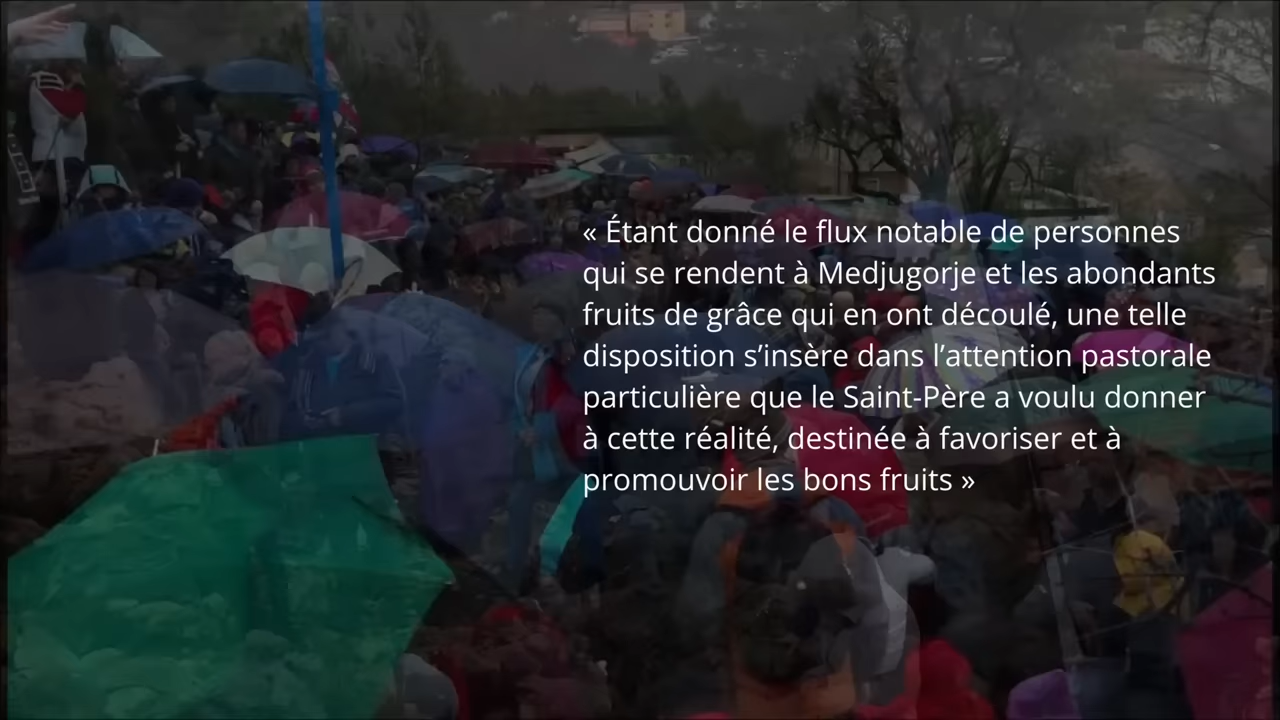 « Étant donné le flux notable de personnes
qui se rendent à Medjugorje et les abondants
fruits de grâce qui en ont découlé, une telle
disposition s’insère dans l’attention pastorale
particulière que le Saint-Père a voulu donner
à cette réalité, destinée à favoriser et à
promouvoir les bons fruits »